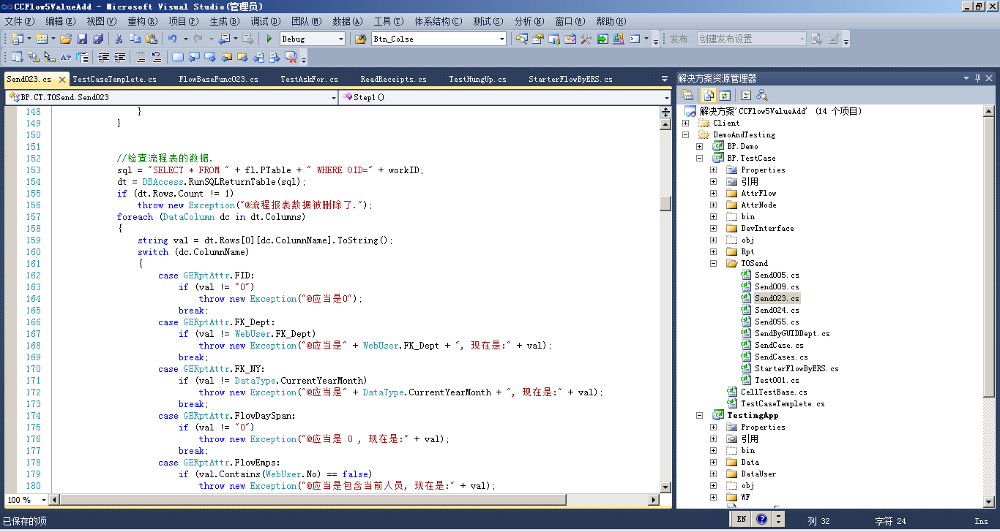 CCFlow5ValueAdd - Microsoft Visual Studio(管理员)
文件(F) 编辑(E) 视图(V) 重构(R) 项目(P) 生成(B) 调试(D) 团队(M) 数据(A) 工具(T) 体系结构(C) 测试(S) 分析(N) 窗口(W) 帮助(H)
Debug Btn_Colse 发布: 创建发布设置
Send023.cs TestCaseTemplete.cs FlowBaseFunc023.cs TestAskFor.cs ReadReceipts.cs TestHungUp.cs StarterFlowByERS.cs
BP.CT.TOSend.Send023 Step1()
148 }
149 }
150
151
152 //检查流程表的数据.
153 sql = "SELECT * FROM " + fl.PTable + " WHERE OID=" + workID;
154 dt = DBAccess.RunSQLReturnTable(sql);
155 if (dt.Rows.Count != 1)
156 throw new Exception("@流程报表数据被删除了.");
157 foreach (DataColumn dc in dt.Columns)
158 {
159 string val = dt.Rows[0][dc.ColumnName].ToString();
160 switch (dc.ColumnName)
161 {
162 case GERptAttr.FID:
163 if (val != "0")
164 throw new Exception("@应当是0");
165 break;
166 case GERptAttr.FK_Dept:
167 if (val != WebUser.FK_Dept)
168 throw new Exception("@应当是" + WebUser.FK_Dept + ", 现在是:" + val);
169 break;
170 case GERptAttr.FK_NY:
171 if (val != DataType.CurrentYearMonth)
172 throw new Exception("@应当是" + DataType.CurrentYearMonth + ", 现在是:" + val);
173 break;
174 case GERptAttr.FlowDaySpan:
175 if (val != "0")
176 throw new Exception("@应当是 0 , 现在是:" + val);
177 break;
178 case GERptAttr.FlowEmps:
179 if (val.Contains(WebUser.No) == false)
180 throw new Exception("@应当是包含当前人员, 现在是:" + val);
100 %
解决方案资源管理器
解决方案'CCFlow5ValueAdd' (14 个项目)
Client
DemoAndTesting
BP.Demo
BP.TestCase
Properties
引用
AttrFlow
AttrNode
bin
DevInterface
obj
Rpt
TOSend
Send005.cs
Send009.cs
Send023.cs
Send024.cs
Send055.cs
SendByGUIDDept.cs
SendCase.cs
SendCases.cs
StarterFlowByERS.cs
Test001.cs
CellTestBase.cs
TestCaseTemplete.cs
TestingApp
Properties
引用
bin
Data
DataUser
obj
WF
已保存的项 EN 列 32 字符 24 Ins